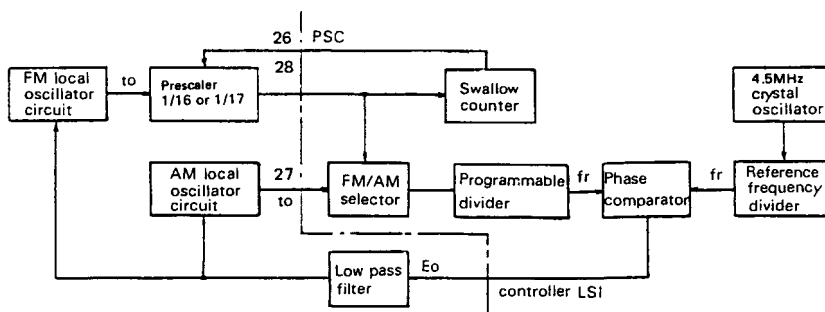 26 PSC
FM local
oscillator
circuit
to
Prescaler
1/16 or 1/17
28
Swallow
counter
4.5MHz
crystal
oscillator
AM local
oscillator
circuit
27
to
FM/AM
selector
Programmable
divider
fr
Phase
comparator
fr
Reference
frequency
divider
Low pass
filter
Eo
controller LSI